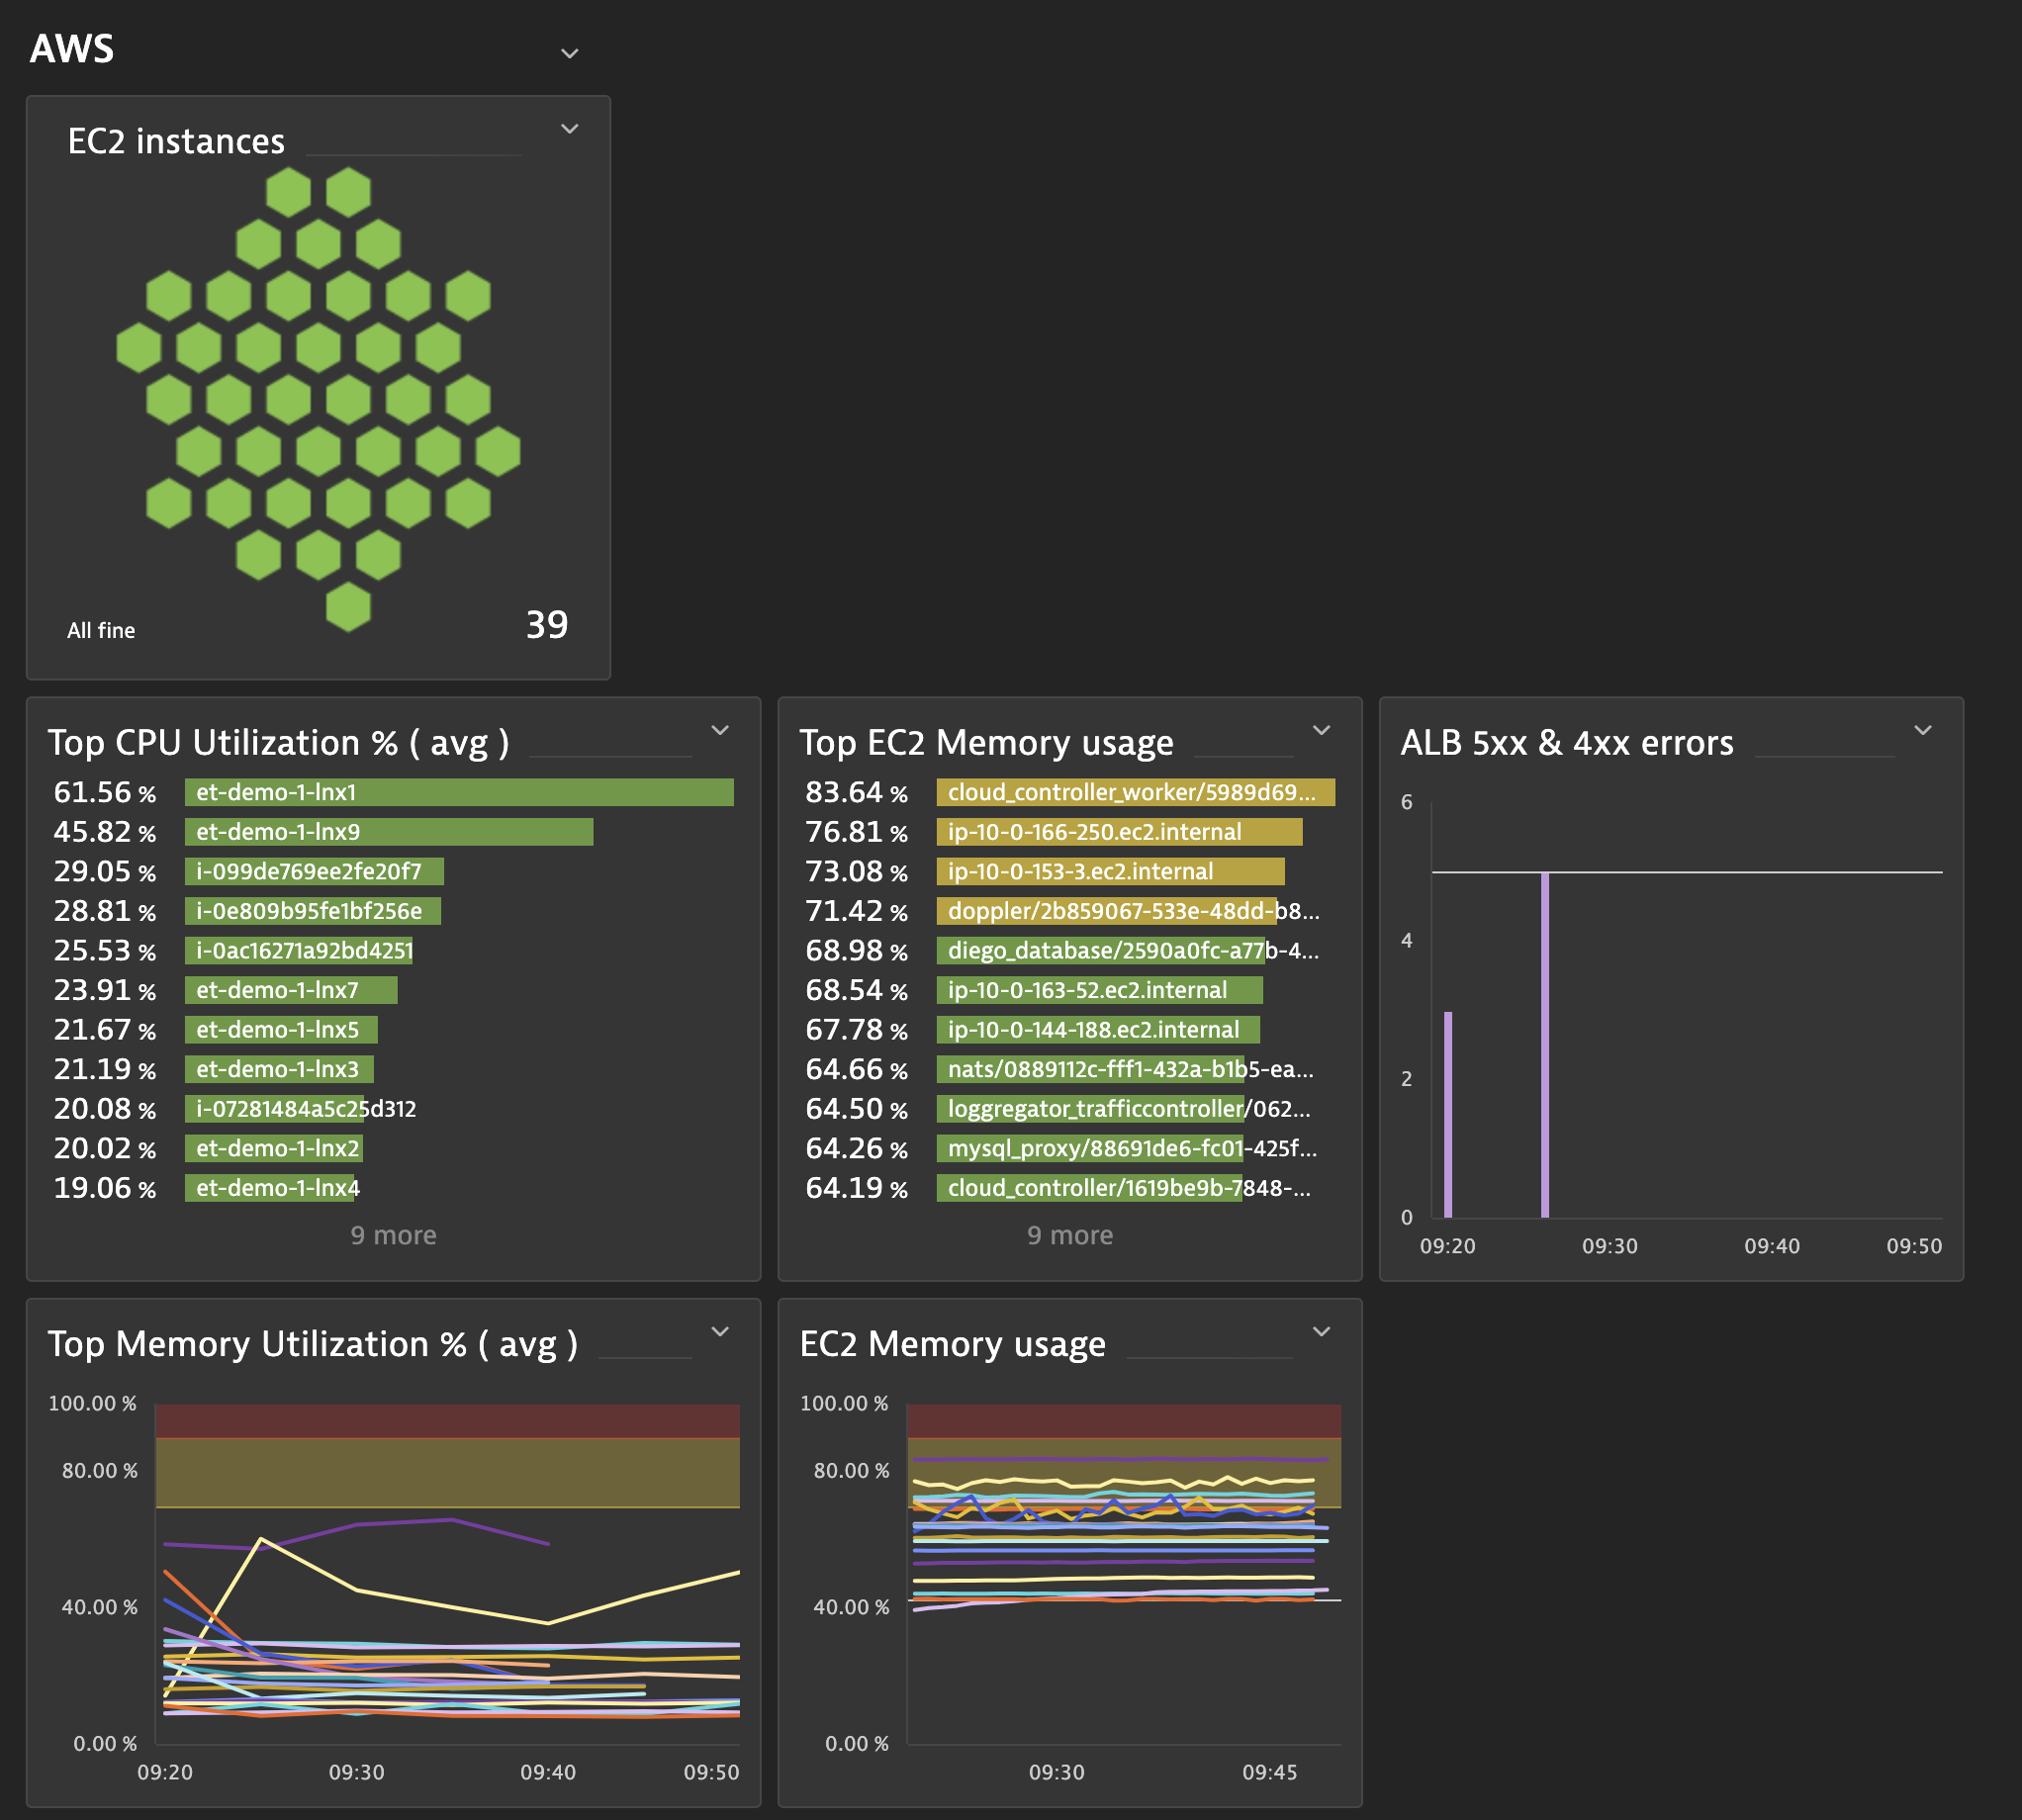 AWS
EC2 instances
All fine
39
Top CPU Utilization % ( avg )
61.56 % et-demo-1-lnx1
45.82 % et-demo-1-lnx9
29.05 % i-099de769ee2fe20f7
28.81 % i-0e809b95fe1bf256e
25.53 % i-0ac16271a92bd4251
23.91 % et-demo-1-lnx7
21.67 % et-demo-1-lnx5
21.19 % et-demo-1-lnx3
20.08 % i-07281484a5c25d312
20.02 % et-demo-1-lnx2
19.06 % et-demo-1-lnx4
9 more
Top EC2 Memory usage
83.64 % cloud_controller_worker/5989d69...
76.81 % ip-10-0-166-250.ec2.internal
73.08 % ip-10-0-153-3.ec2.internal
71.42 % doppler/2b859067-533e-48dd-b8...
68.98 % diego_database/2590a0fc-a77b-4...
68.54 % ip-10-0-163-52.ec2.internal
67.78 % ip-10-0-144-188.ec2.internal
64.66 % nats/0889112c-fff1-432a-b1b5-ea...
64.50 % loggregator_trafficcontroller/062...
64.26 % mysql_proxy/88691de6-fc01-425f...
64.19 % cloud_controller/1619be9b-7848-...
9 more
ALB 5xx & 4xx errors
6
4
2
0
09:20 09:30 09:40 09:50
Top Memory Utilization % ( avg )
100.00 %
80.00 %
40.00 %
0.00 %
09:20 09:30 09:40 09:50
EC2 Memory usage
100.00 %
80.00 %
40.00 %
0.00 %
09:30 09:45